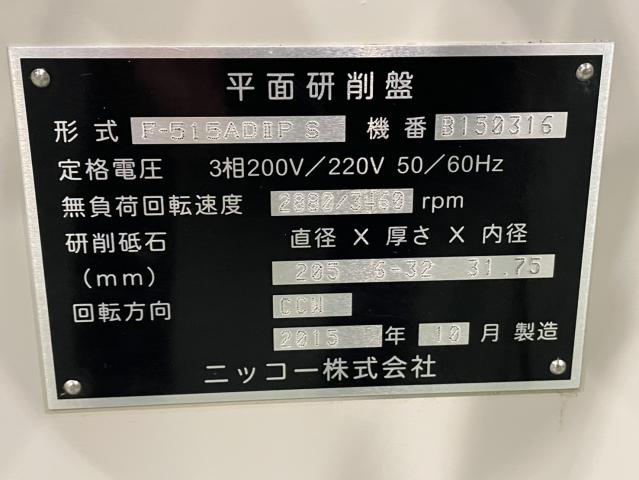 平面研削盤
形式 F-515ADⅡP S 機番 B150316
定格電圧 3相200V／220V 50／60Hz
無負荷回転速度 2880/3460 rpm
研削砥石 直径 X 厚さ X 内径
(mm) 205 6-32 31.75
回転方向 CCW
2015 年 10 月 製造
ニッコー株式会社